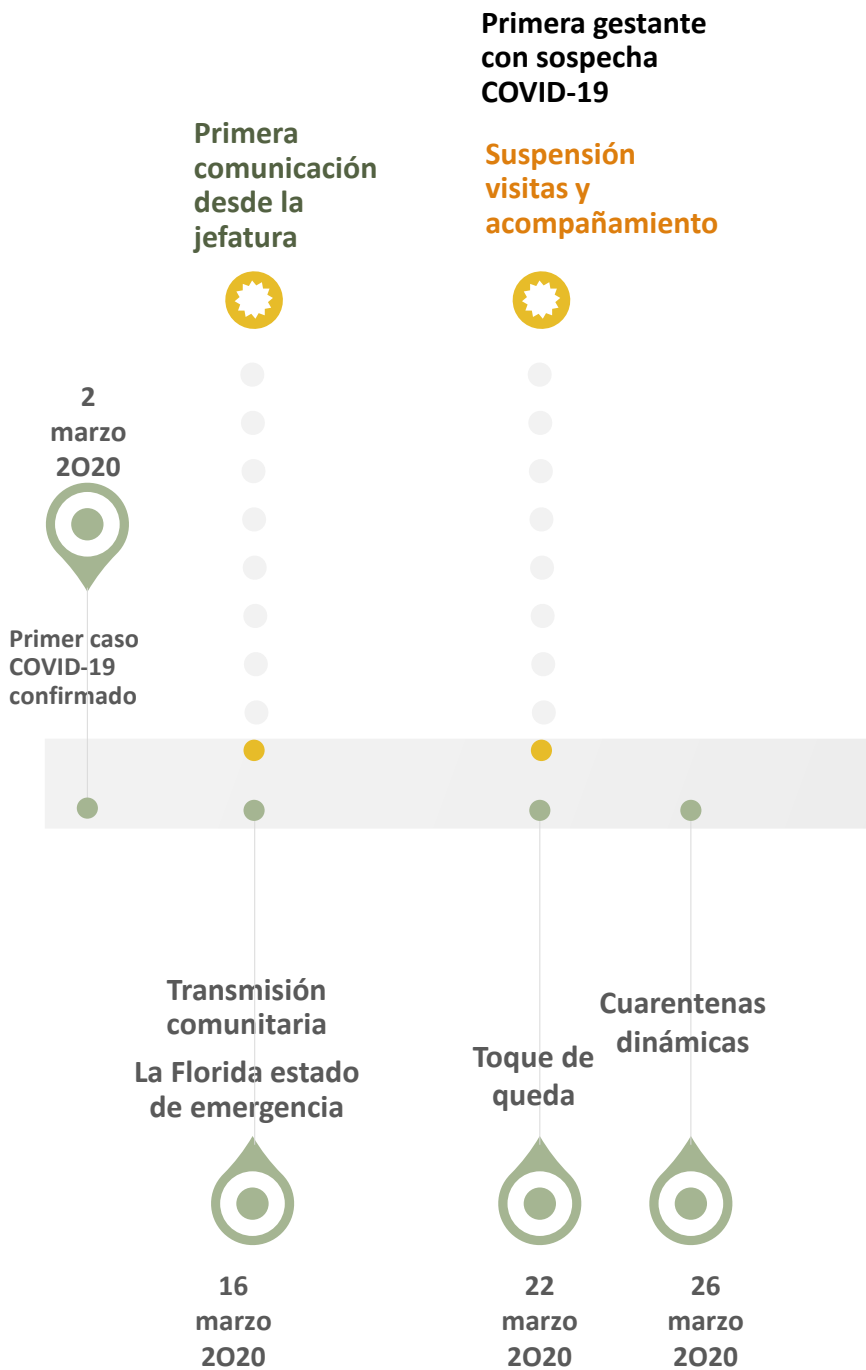 Primera gestante
con sospecha
COVID-19
Primera
comunicación
desde la
jefatura
Suspensión
visitas y
acompañamiento
2
marzo
2O20
Primer caso
COVID-19
confirmado
Transmisión
comunitaria
La Florida estado
de emergencia
Toque de
queda
Cuarentenas
dinámicas
16
marzo
2O20
22
marzo
2O20
26
marzo
2O20